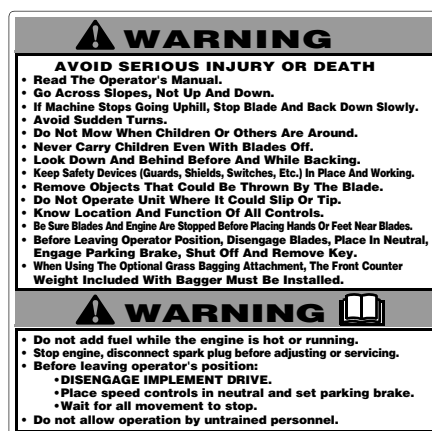 WARNING
AVOID SERIOUS INJURY OR DEATH
• Read The Operator's Manual.
• Go Across Slopes, Not Up And Down.
• If Machine Stops Going Uphill, Stop Blade And Back Down Slowly.
• Avoid Sudden Turns.
• Do Not Mow When Children Or Others Are Around.
• Never Carry Children Even With Blades Off.
• Look Down And Behind Before And While Backing.
• Keep Safety Devices (Guards, Shields, Switches, Etc.) In Place And Working.
• Remove Objects That Could Be Thrown By The Blade.
• Do Not Operate Unit Where It Could Slip Or Tip.
• Know Location And Function Of All Controls.
• Be Sure Blades And Engine Are Stopped Before Placing Hands Or Feet Near Blades.
• Before Leaving Operator Position, Disengage Blades, Place In Neutral,
Engage Parking Brake, Shut Off And Remove Key.
• When Using The Optional Grass Bagging Attachment, The Front Counter
Weight Included With Bagger Must Be Installed.
WARNING
• Do not add fuel while the engine is hot or running.
• Stop engine, disconnect spark plug before adjusting or servicing.
• Before leaving operator's position:
•DISENGAGE IMPLEMENT DRIVE.
•Place speed controls in neutral and set parking brake.
•Wait for all movement to stop.
• Do not allow operation by untrained personnel.